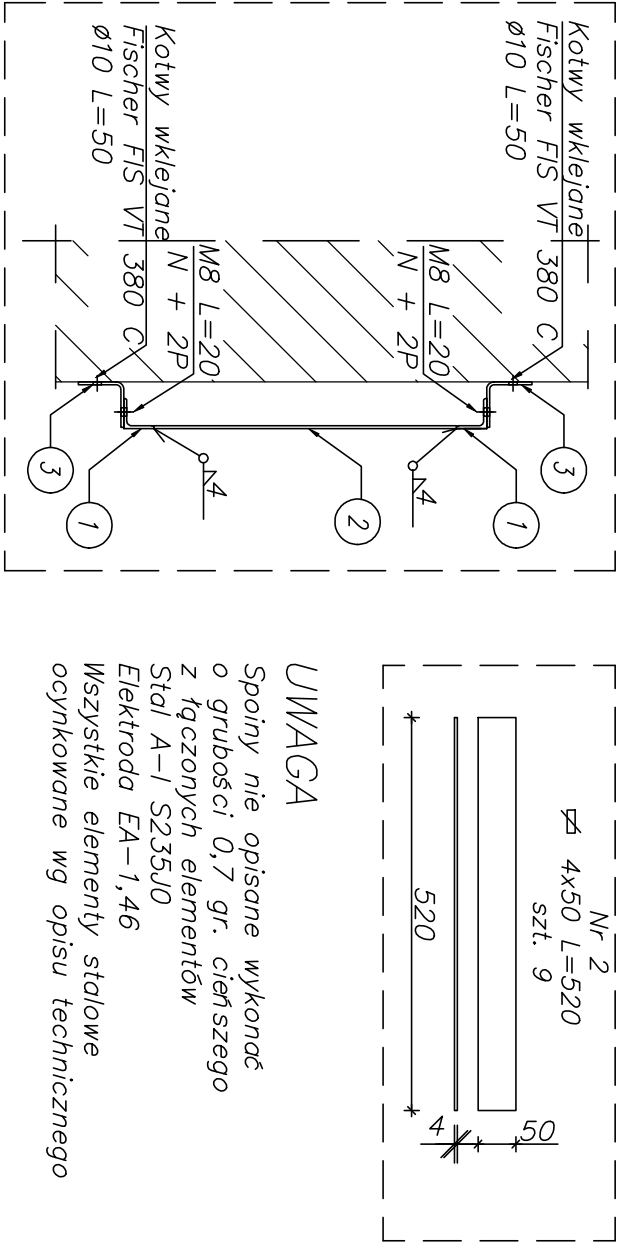 Kotwy wklejane
Fischer FIS VT 380 C
ø10 L=50
M8 L=20
N + 2P
3
1
4
2
4
1
3
M8 L=20
N + 2P
Kotwy wklejane
Fischer FIS VT 380 C
ø10 L=50
Nr 2
4x50 L=520
szt. 9
50
4
520
UWAGA
Spoiny nie opisane wykonać
o grubości 0,7 gr. cieńszego
z łączonych elementów
Stal A-I S235J0
Elektroda EA-1,46
Wszystkie elementy stalowe
ocynkowane wg opisu technicznego